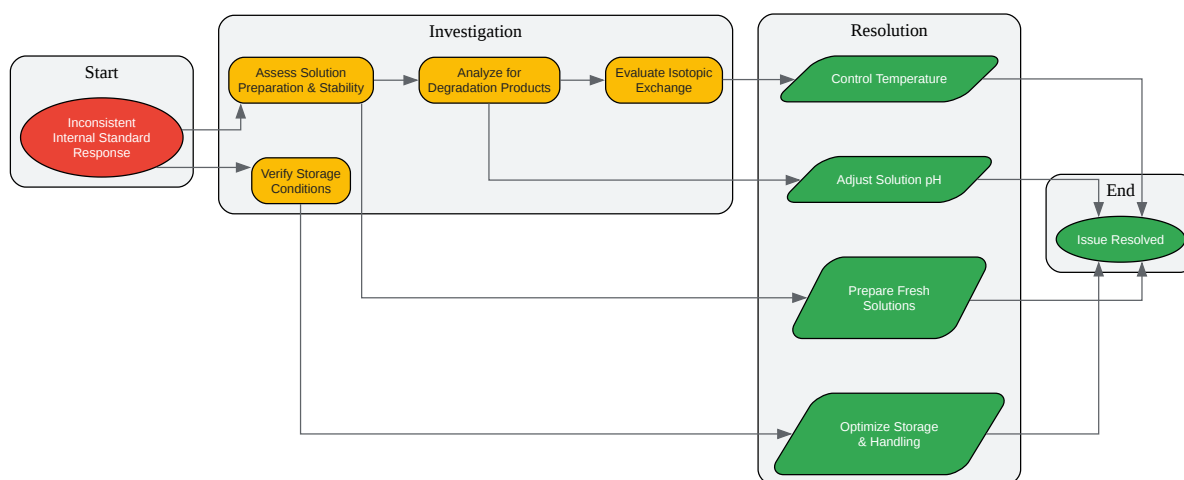 Start
Inconsistent
Internal Standard
Response
Investigation
Assess Solution
Preparation & Stability
Analyze for
Degradation Products
Evaluate Isotopic
Exchange
Verify Storage
Conditions
Resolution
Control Temperature
Adjust Solution pH
Prepare Fresh
Solutions
Optimize Storage
& Handling
End
Issue Resolved